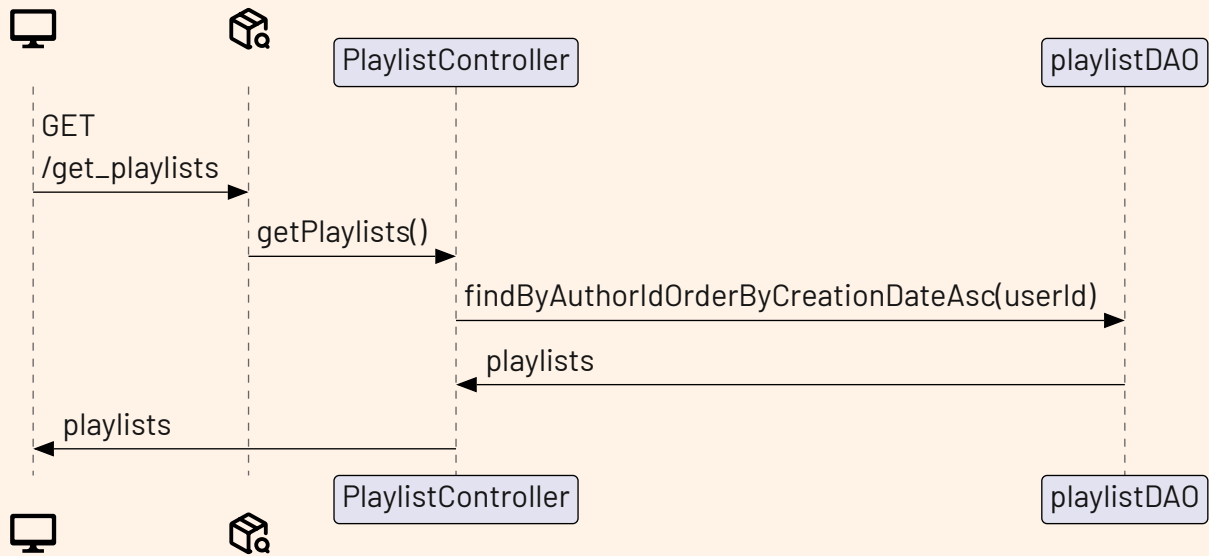 PlaylistController
playlistDAO
GET
/get_playlists
getPlaylists()
findByAuthorIdOrderByCreationDateAsc(userId)
playlists
playlists
PlaylistController
playlistDAO